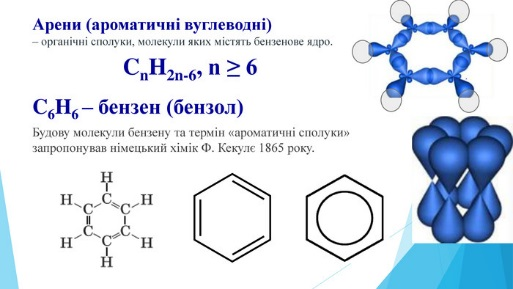 Арени (ароматичні вуглеводні)
– органічні сполуки, молекули яких містять бензенове ядро.
CₙH₂ₙ₋₆, n ≥ 6
C₆H₆ – бензен (бензол)
Будову молекули бензену та термін «ароматичні сполуки»
запропонував німецький хімік Ф. Кекулє 1865 року.
H
H C H
C C
C C
H C H
H